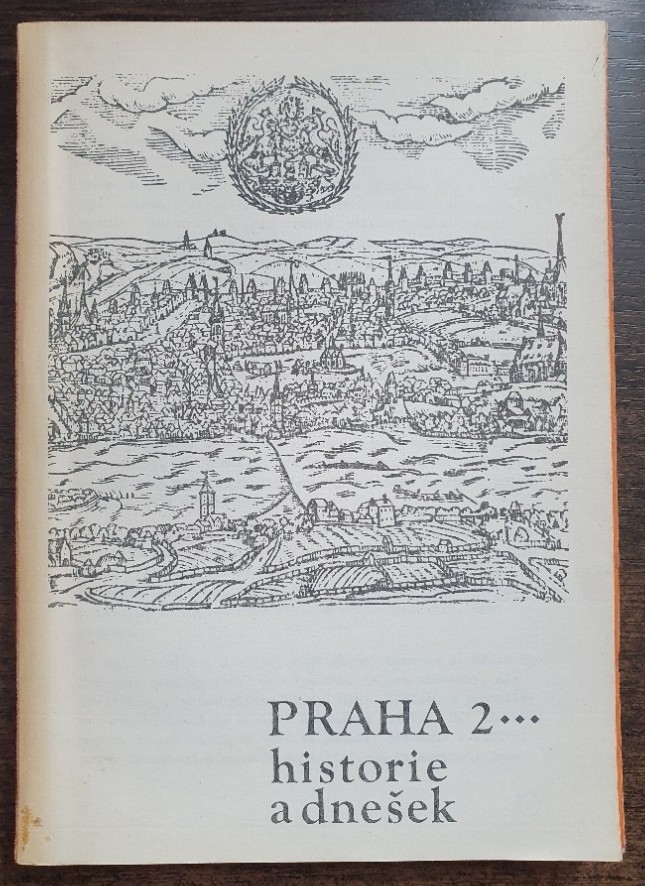 PRAHA 2...
historie
a dnešek